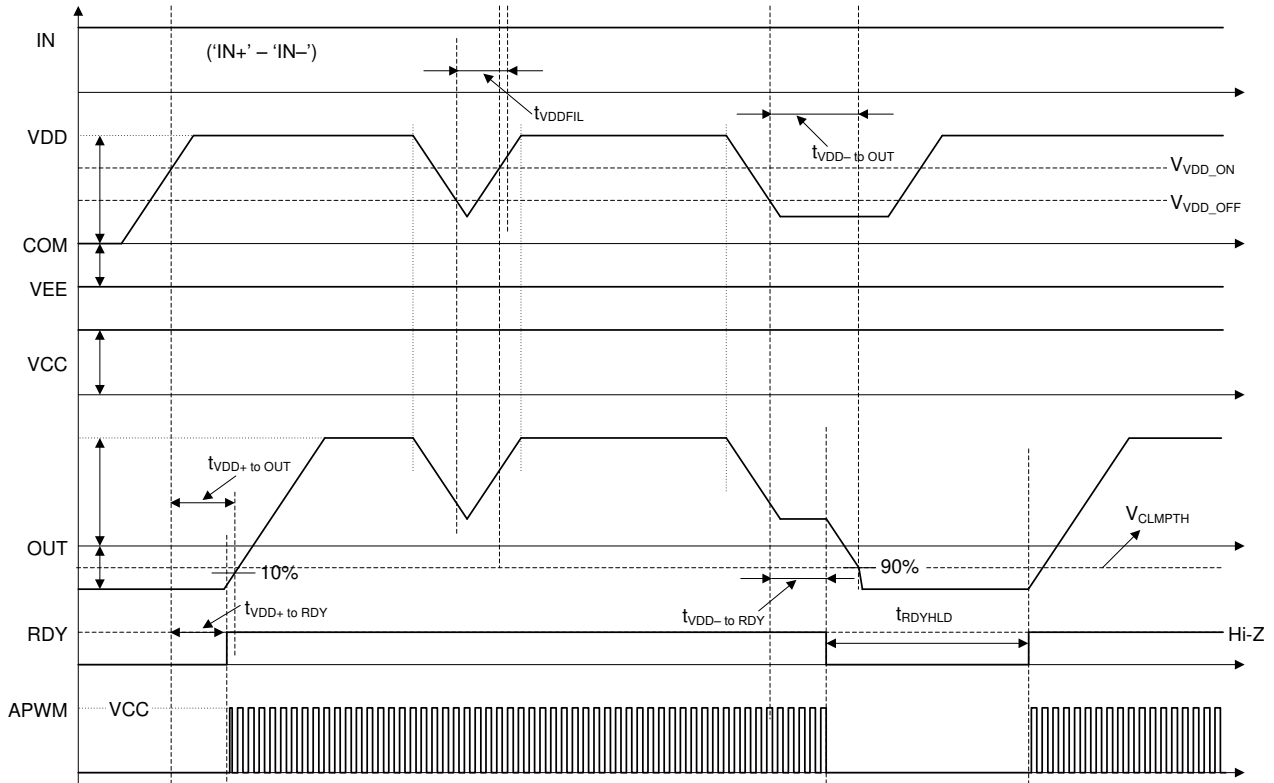 IN
('IN+' – 'IN–')
tVDDFIL
VDD
tVDD– to OUT
VVDD_ON
VVDD_OFF
COM
VEE
VCC
tVDD+ to OUT
VCLMPTH
OUT
10%
90%
tVDD+ to RDY
tVDD– to RDY
tRDYHLD
RDY
Hi-Z
APWM
VCC